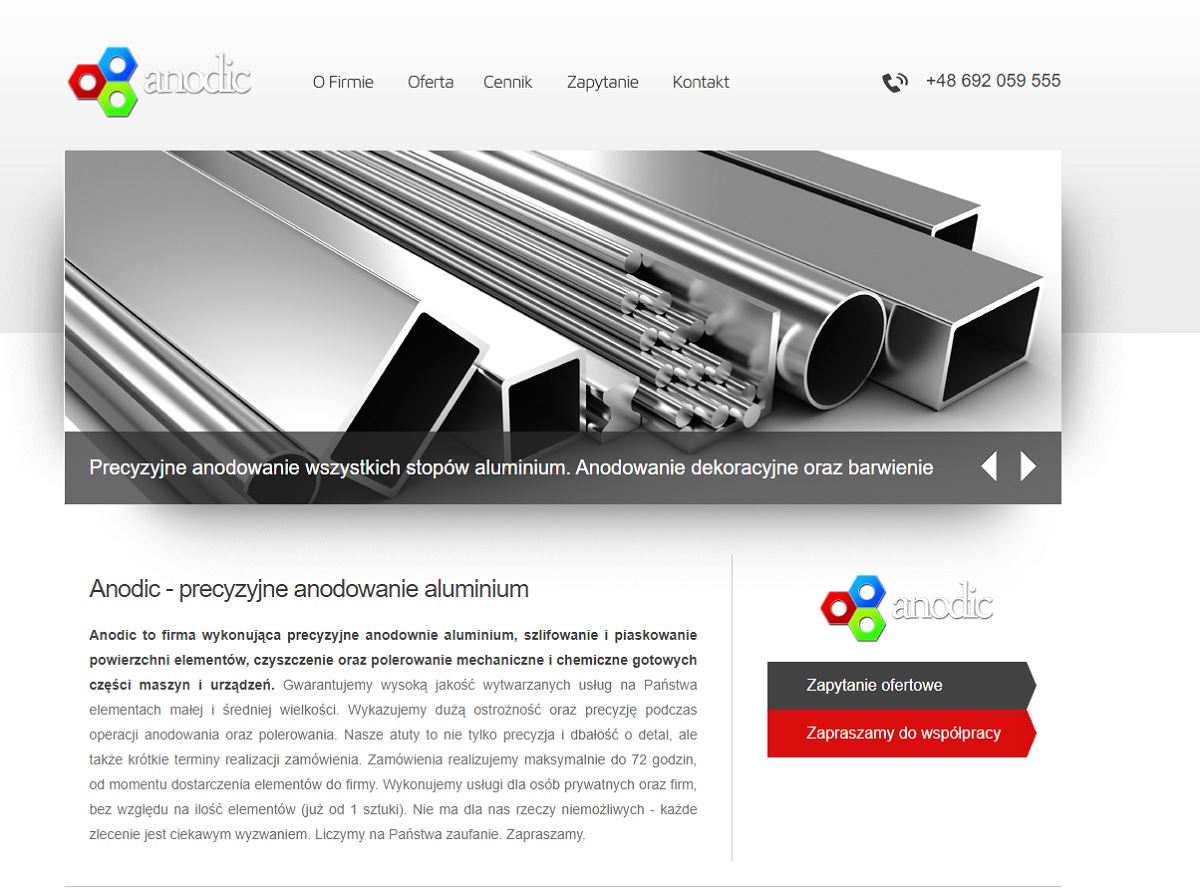 anodic
O Firmie
Oferta
Cennik
Zapytanie
Kontakt
+48 692 059 555
Precyzyjne anodowanie wszystkich stopów aluminium. Anodowanie dekoracyjne oraz barwienie
Anodic - precyzyjne anodowanie aluminium
Anodic to firma wykonująca precyzyjne anodownie aluminium, szlifowanie i piaskowanie
powierzchni elementów, czyszczenie oraz polerowanie mechaniczne i chemiczne gotowych
części maszyn i urządzeń. Gwarantujemy wysoką jakość wytwarzanych usług na Państwa
elementach małej i średniej wielkości. Wykazujemy dużą ostrożność oraz precyzję podczas
operacji anodowania oraz polerowania. Nasze atuty to nie tylko precyzja i dbałość o detal, ale
także krótkie terminy realizacji zamówienia. Zamówienia realizujemy maksymalnie do 72 godzin,
od momentu dostarczenia elementów do firmy. Wykonujemy usługi dla osób prywatnych oraz firm,
bez względu na ilość elementów (już od 1 sztuki). Nie ma dla nas rzeczy niemożliwych - każde
zlecenie jest ciekawym wyzwaniem. Liczymy na Państwa zaufanie. Zapraszamy.
anodic
Zapytanie ofertowe
Zapraszamy do współpracy